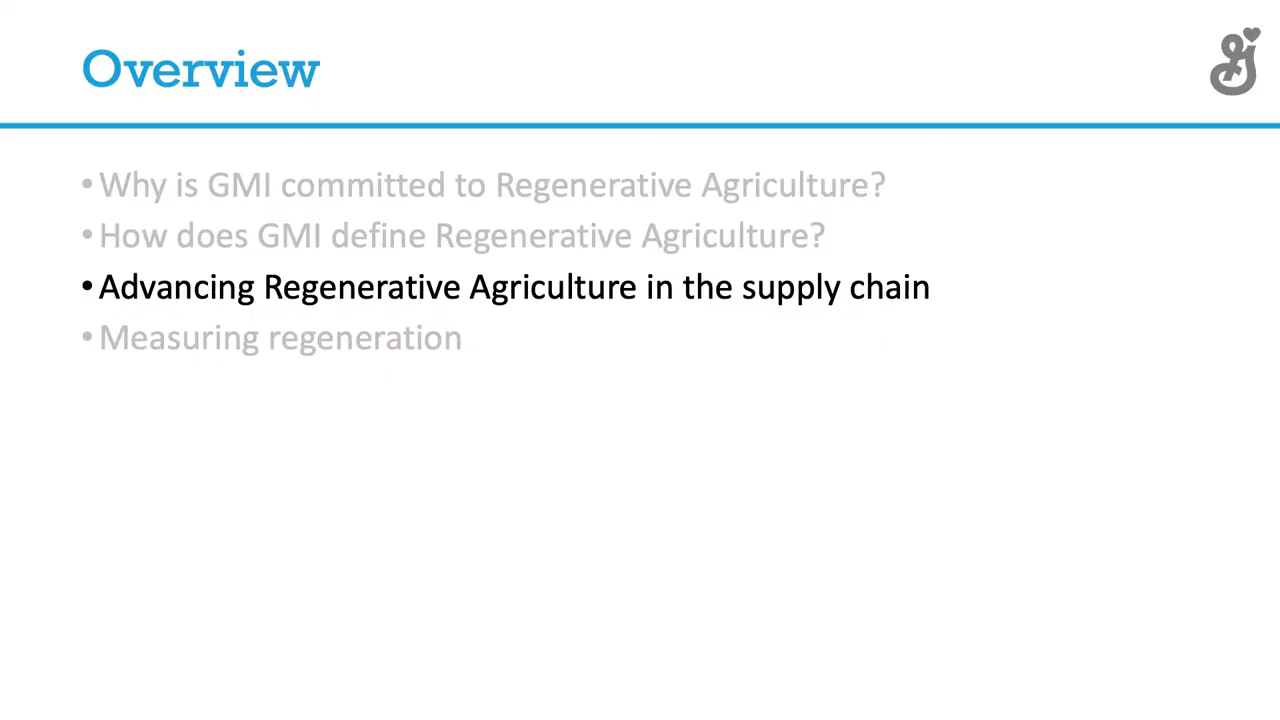 Overview
• Why is GMI committed to Regenerative Agriculture?
• How does GMI define Regenerative Agriculture?
• Advancing Regenerative Agriculture in the supply chain
• Measuring regeneration